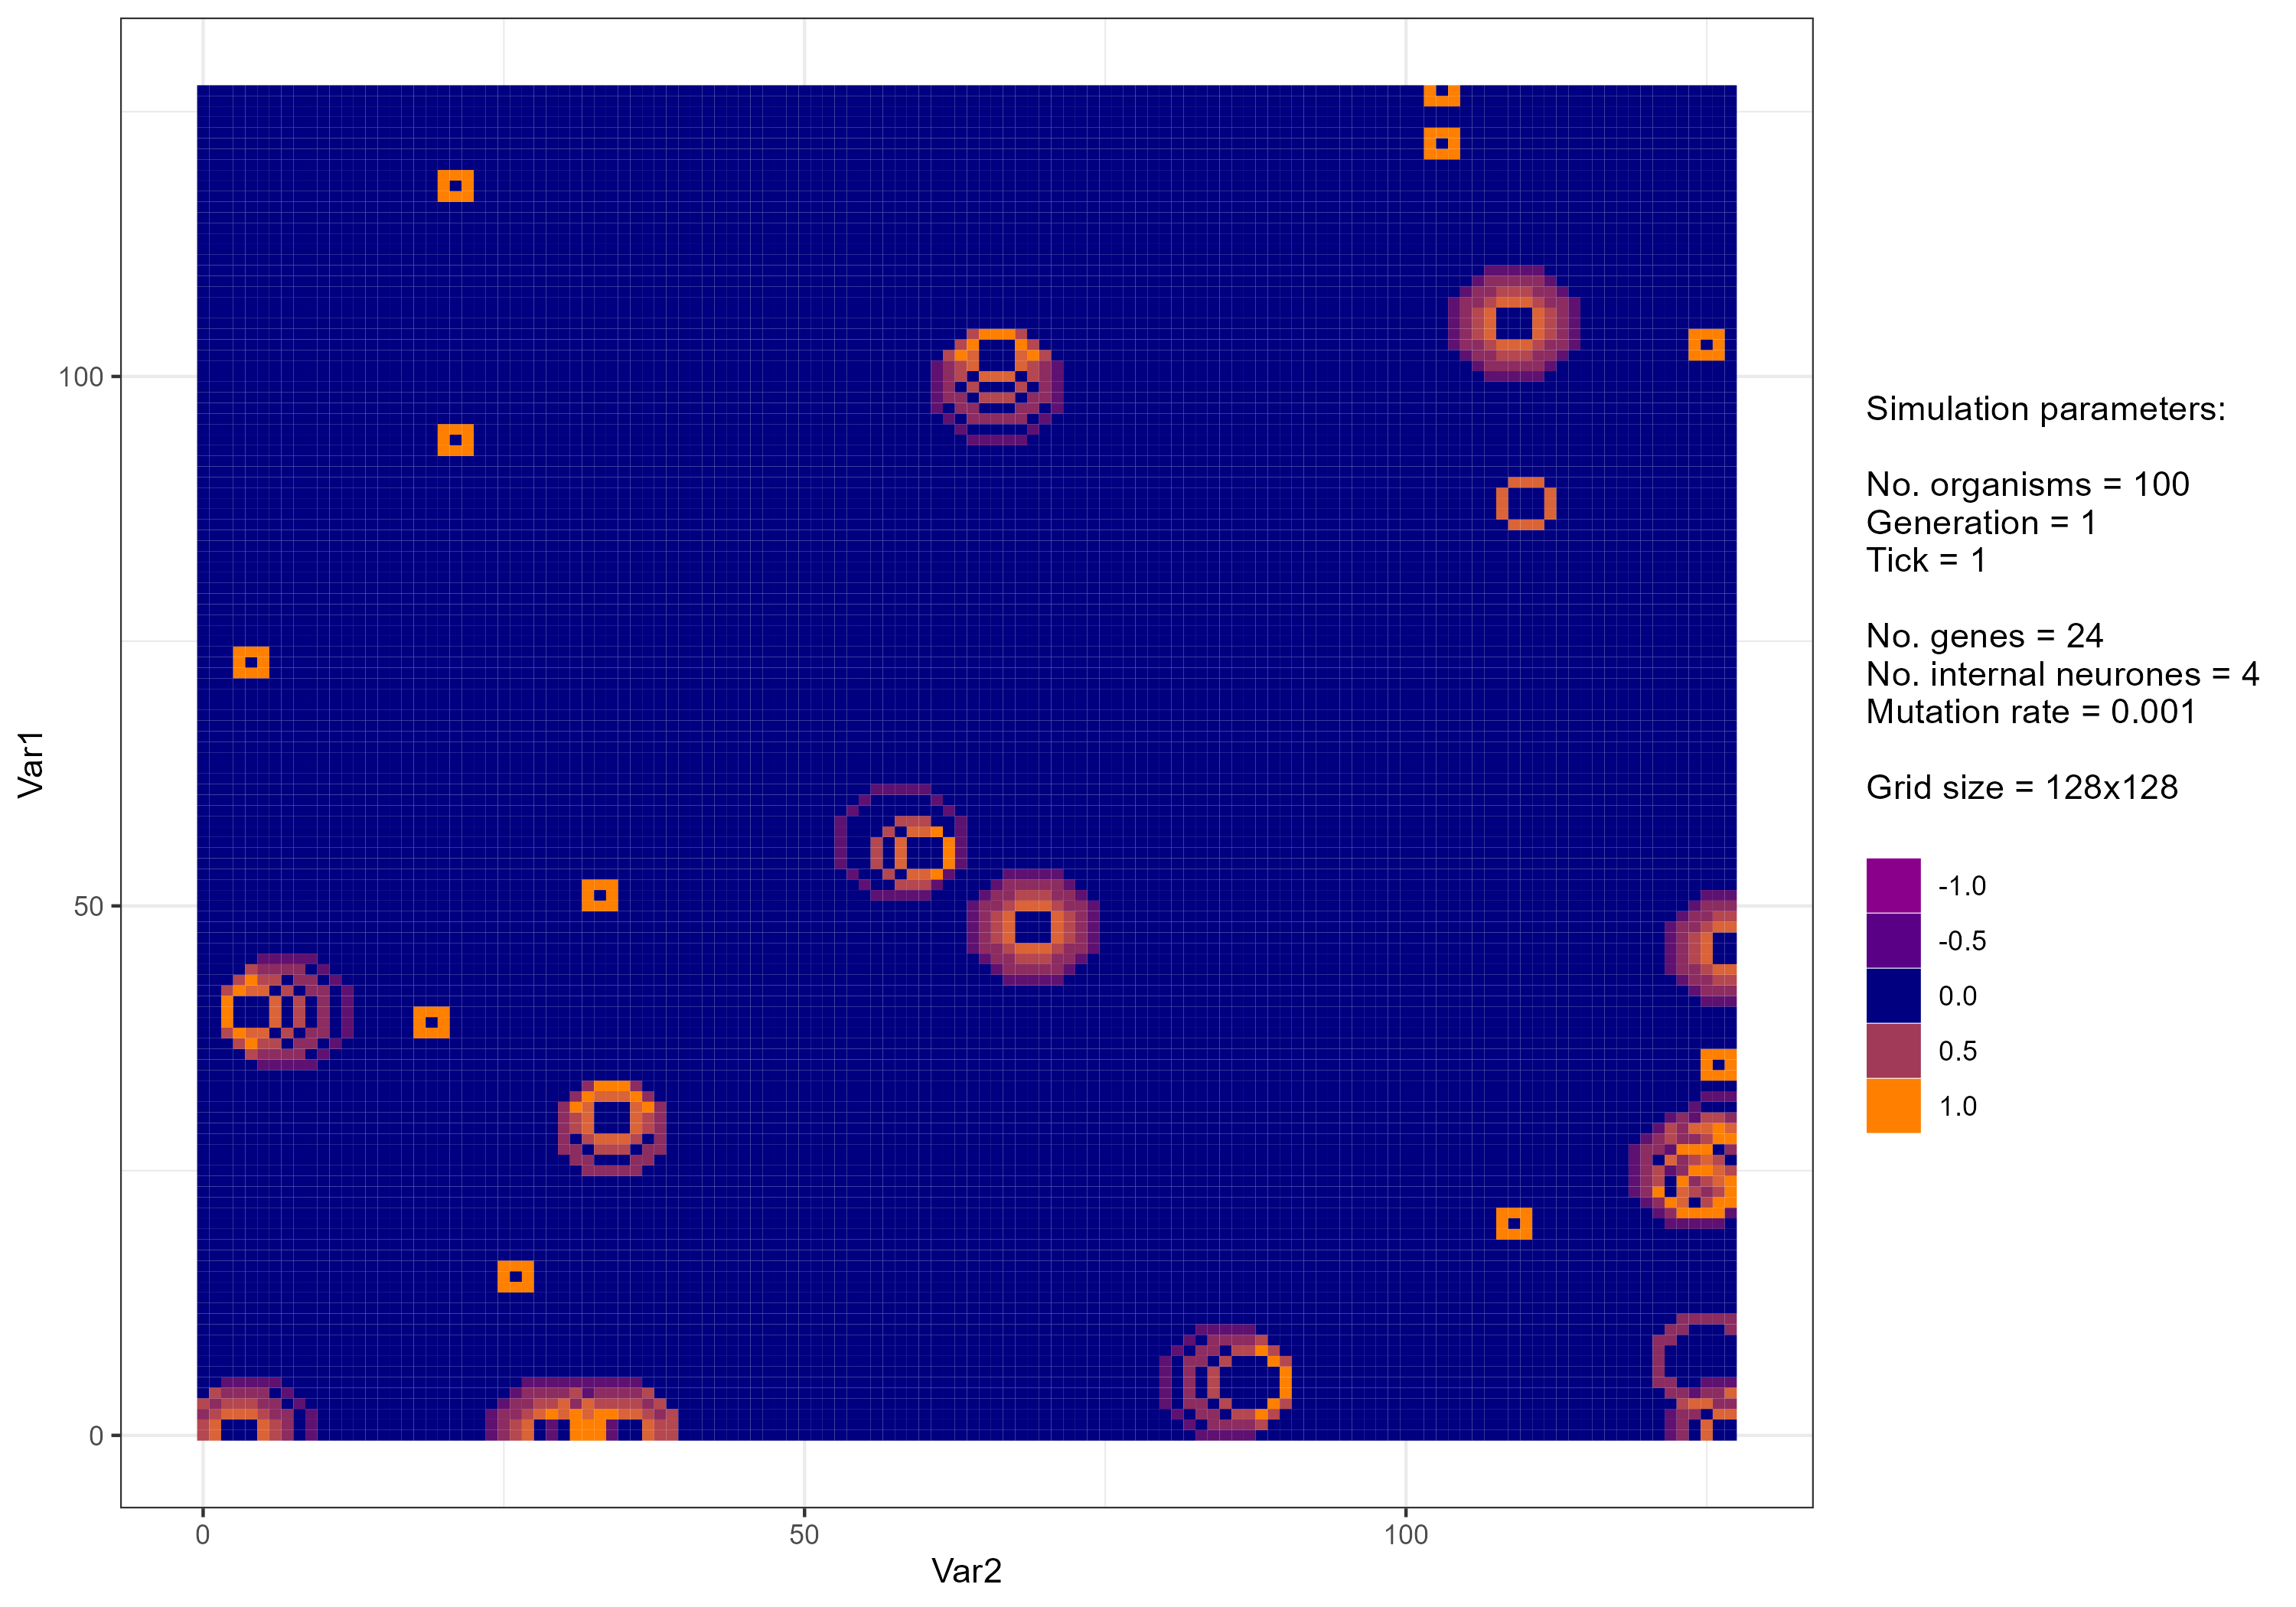 Var1
100
50
0
0
50
100
Var2
Simulation parameters:
No. organisms = 100
Generation = 1
Tick = 1
No. genes = 24
No. internal neurones = 4
Mutation rate = 0.001
Grid size = 128x128
-1.0
-0.5
0.0
0.5
1.0